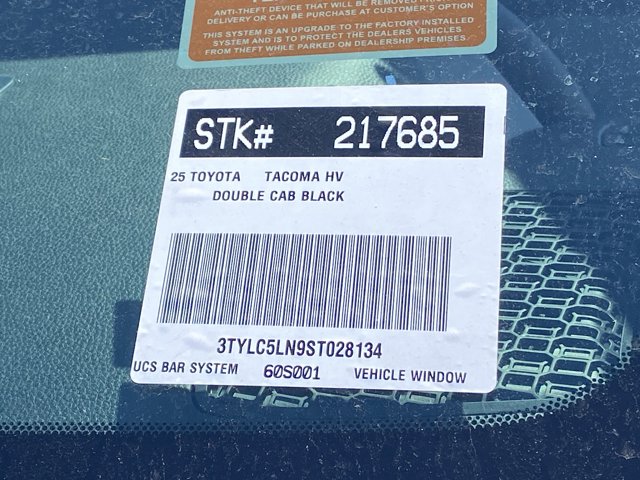 ANTI-THEFT DEVICE THAT WILL BE REMOVED
DELIVERY OR CAN BE PURCHASE AT CUSTOMER'S OPTION
THIS SYSTEM IS AN UPGRADE TO THE FACTORY INSTALLED
SYSTEM AND IS TO PROTECT THE DEALERS VEHICLES
FROM THEFT WHILE PARKED ON DEALERSHIP PREMISES.
STK# 217685
25 TOYOTA TACOMA HV
DOUBLE CAB BLACK
3TYLC5LN9ST028134
UCS BAR SYSTEM 60S001 VEHICLE WINDOW